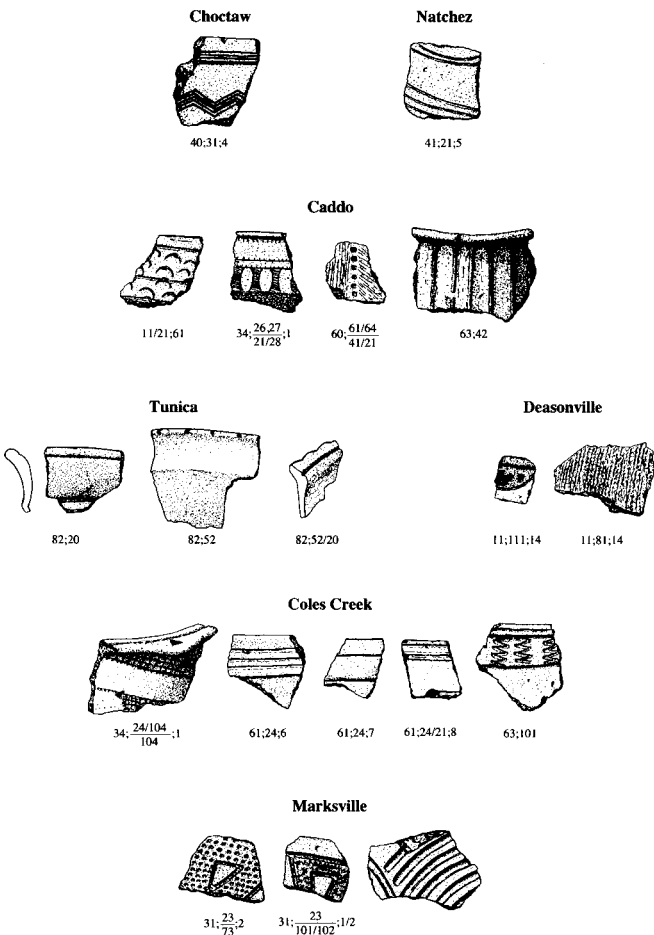 Choctaw Natchez
40;31;4 41;21;5
Caddo
11/21;61 34; 26,27 / 21/28 ;1 60; 61/64 / 41/21 63;42
Tunica Deasonville
82;20 82;52 82;52/20 11;111;14 11;81;14
Coles Creek
34; 24/104 / 104 ;1 61;24;6 61;24;7 61;24/21;8 63;101
Marksville
31; 23 / 73 ;2 31; 23 / 101/102 ;1/2